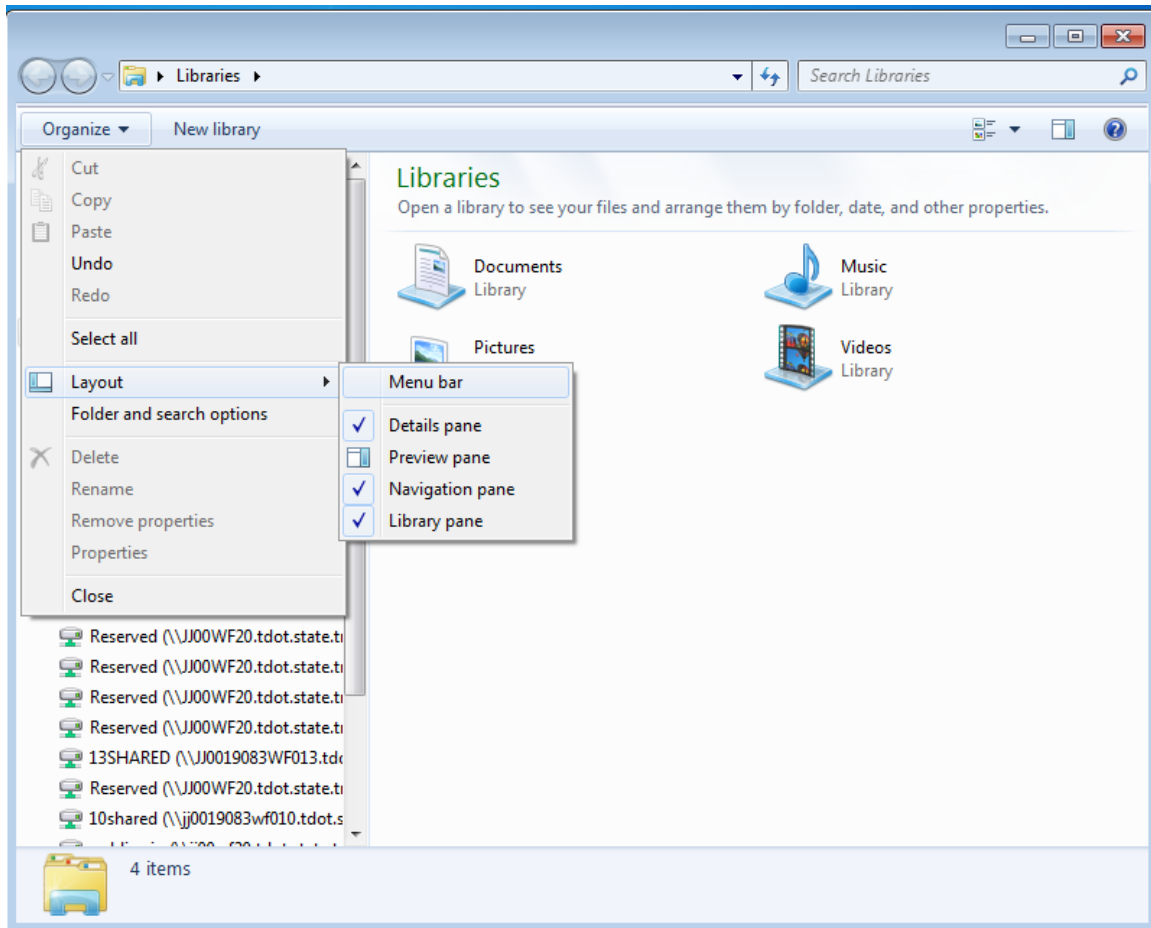 Libraries
Search Libraries
Organize
New library
Cut
Copy
Paste
Undo
Redo
Select all
Layout
Folder and search options
Delete
Rename
Remove properties
Properties
Close
Menu bar
Details pane
Preview pane
Navigation pane
Library pane
Libraries
Open a library to see your files and arrange them by folder, date, and other properties.
Documents
Library
Music
Library
Pictures
Videos
Library
Reserved (\\JJ00WF20.tdot.state.
Reserved (\\JJ00WF20.tdot.state.
Reserved (\\JJ00WF20.tdot.state.
Reserved (\\JJ00WF20.tdot.state.
13SHARED (\\JJ0019083WF013.
Reserved (\\JJ00WF20.tdot.state.
10shared (\\jj0019083wf010.tdot.s
4 items